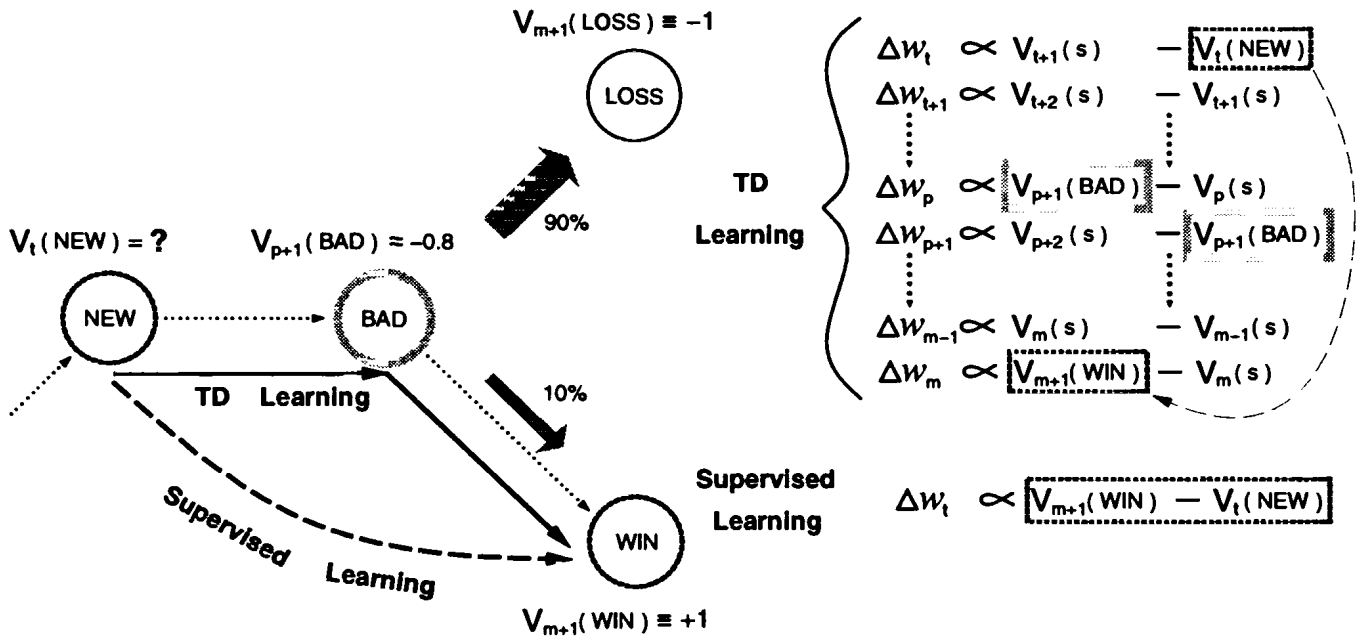 V_{m+1}(LOSS) ≡ −1
LOSS
90%
V_t(NEW) = ?
V_{p+1}(BAD) ≈ −0.8
NEW
BAD
TD Learning
10%
Supervised Learning
WIN
V_{m+1}(WIN) ≡ +1
TD
Learning
Δw_t ∝ V_{t+1}(s) − V_t(NEW)
Δw_{t+1} ∝ V_{t+2}(s) − V_{t+1}(s)
Δw_p ∝ [V_{p+1}(BAD)] − V_p(s)
Δw_{p+1} ∝ V_{p+2}(s) − [V_{p+1}(BAD)]
Δw_{m−1} ∝ V_m(s) − V_{m−1}(s)
Δw_m ∝ V_{m+1}(WIN) − V_m(s)
Supervised
Learning
Δw_t ∝ V_{m+1}(WIN) − V_t(NEW)